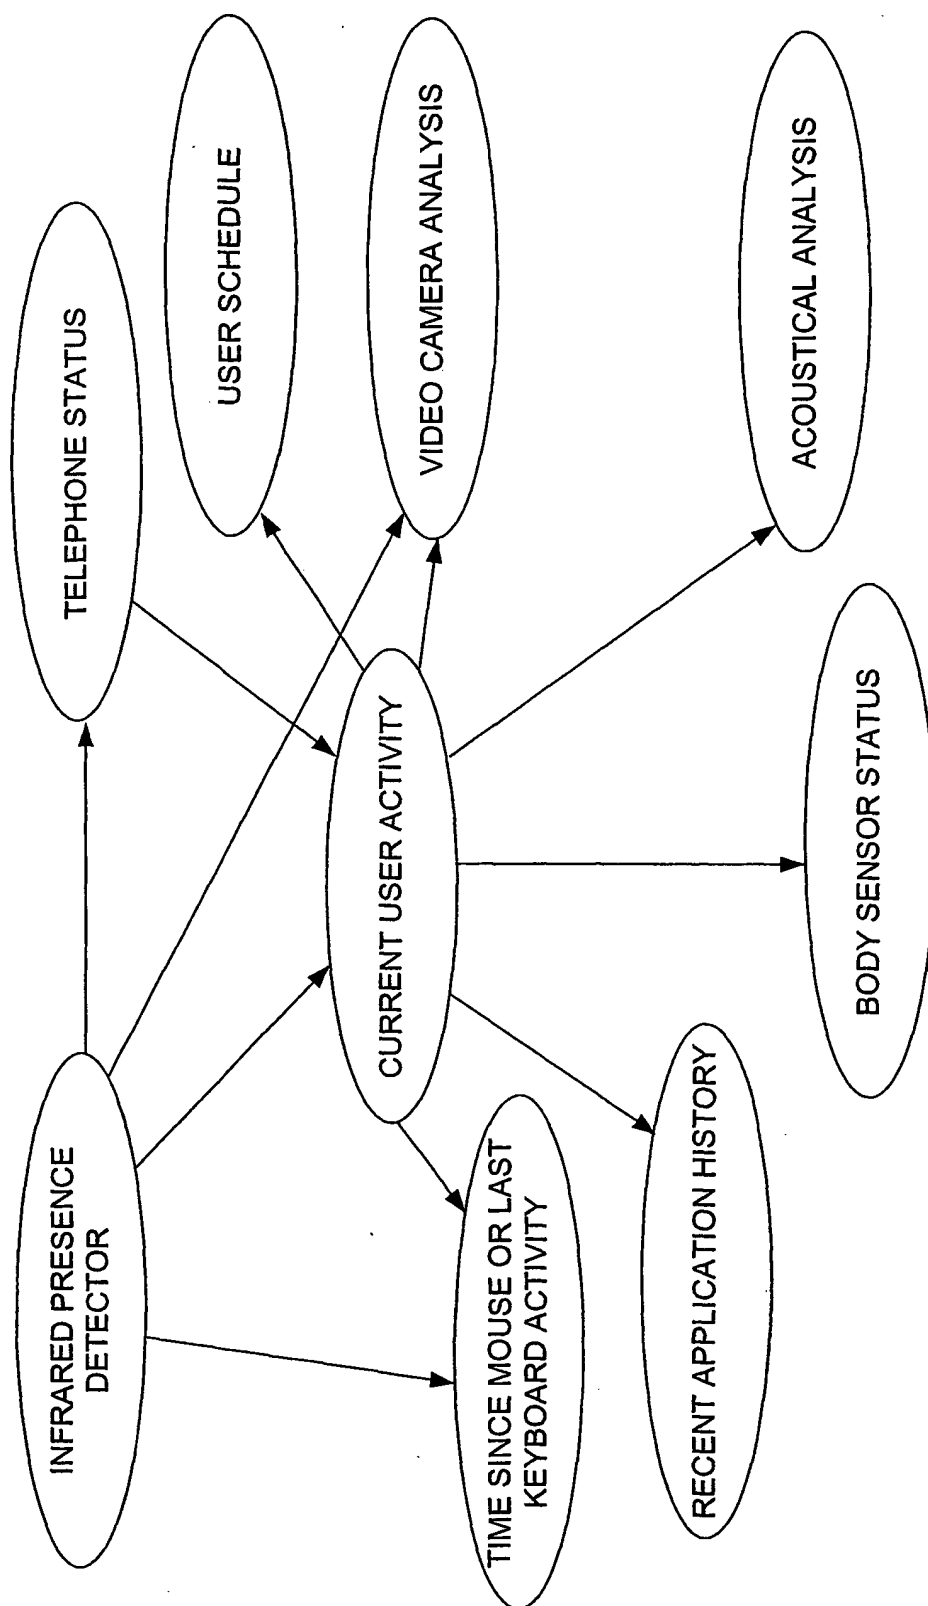 INFRARED PRESENCE
DETECTOR
TELEPHONE STATUS
USER SCHEDULE
CURRENT USER ACTIVITY
VIDEO CAMERA ANALYSIS
TIME SINCE MOUSE OR LAST
KEYBOARD ACTIVITY
RECENT APPLICATION HISTORY
BODY SENSOR STATUS
ACOUSTICAL ANALYSIS